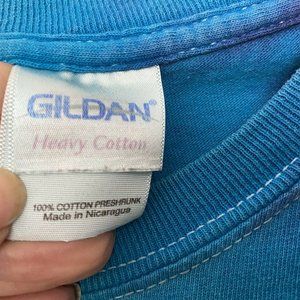 GILDAN®
Heavy Cotton
100% COTTON PRESHRUNK
Made in Nicaragua